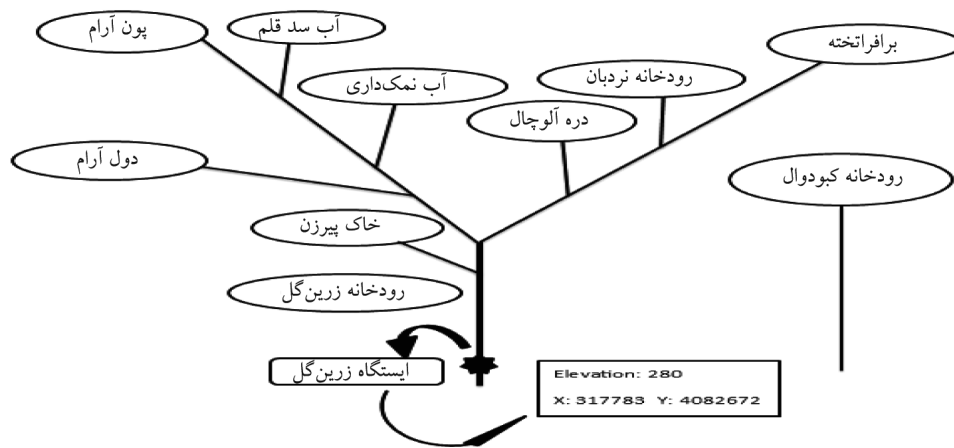 پون آرام
آب سد قلم
برافراتخته
آب نمک‌داری
رودخانه نردبان
دره آلوچال
دول آرام
رودخانه کبودوال
خاک پیرزن
رودخانه زرین‌گل
ایستگاه زرین‌گل
Elevation: 280
X: 317783 Y: 4082672